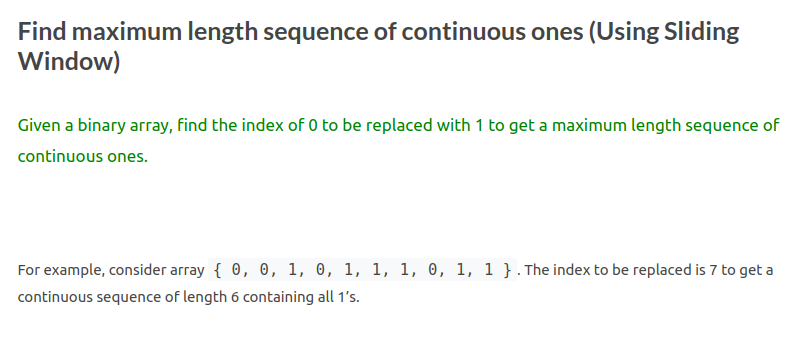 Find maximum length sequence of continuous ones (Using Sliding
Window)
Given a binary array, find the index of 0 to be replaced with 1 to get a maximum length sequence of
continuous ones.
For example, consider array { 0, 0, 1, 0, 1, 1, 1, 0, 1, 1 } . The index to be replaced is 7 to get a
continuous sequence of length 6 containing all 1’s.